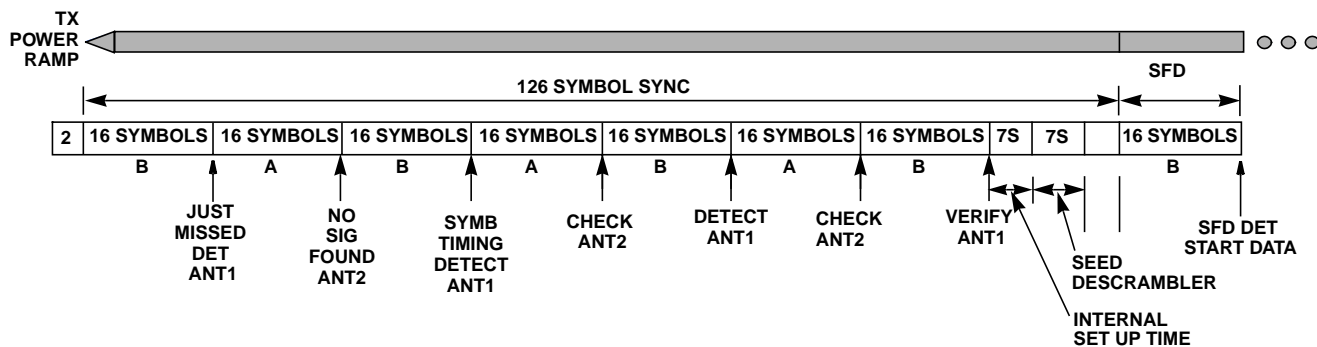 TX
POWER
RAMP
SFD
126 SYMBOL SYNC
2 16 SYMBOLS 16 SYMBOLS 16 SYMBOLS 16 SYMBOLS 16 SYMBOLS 16 SYMBOLS 16 SYMBOLS 7S 7S 16 SYMBOLS
B A B A B A B B
JUST
MISSED
DET
ANT1
NO
SIG
FOUND
ANT2
SYMB
TIMING
DETECT
ANT1
CHECK
ANT2
DETECT
ANT1
CHECK
ANT2
VERIFY
ANT1
SEED
DESCRAMBLER
INTERNAL
SET UP TIME
SFD DET
START DATA